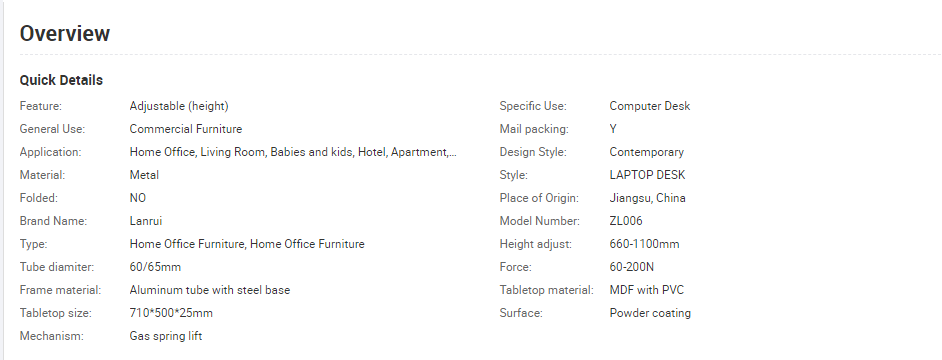 Overview
Quick Details
Feature: Adjustable (height) Specific Use: Computer Desk
General Use: Commercial Furniture Mail packing: Y
Application: Home Office, Living Room, Babies and kids, Hotel, Apartment,... Design Style: Contemporary
Material: Metal Style: LAPTOP DESK
Folded: NO Place of Origin: Jiangsu, China
Brand Name: Lanrui Model Number: ZL006
Type: Home Office Furniture, Home Office Furniture Height adjust: 660-1100mm
Tube diamiter: 60/65mm Force: 60-200N
Frame material: Aluminum tube with steel base Tabletop material: MDF with PVC
Tabletop size: 710*500*25mm Surface: Powder coating
Mechanism: Gas spring lift